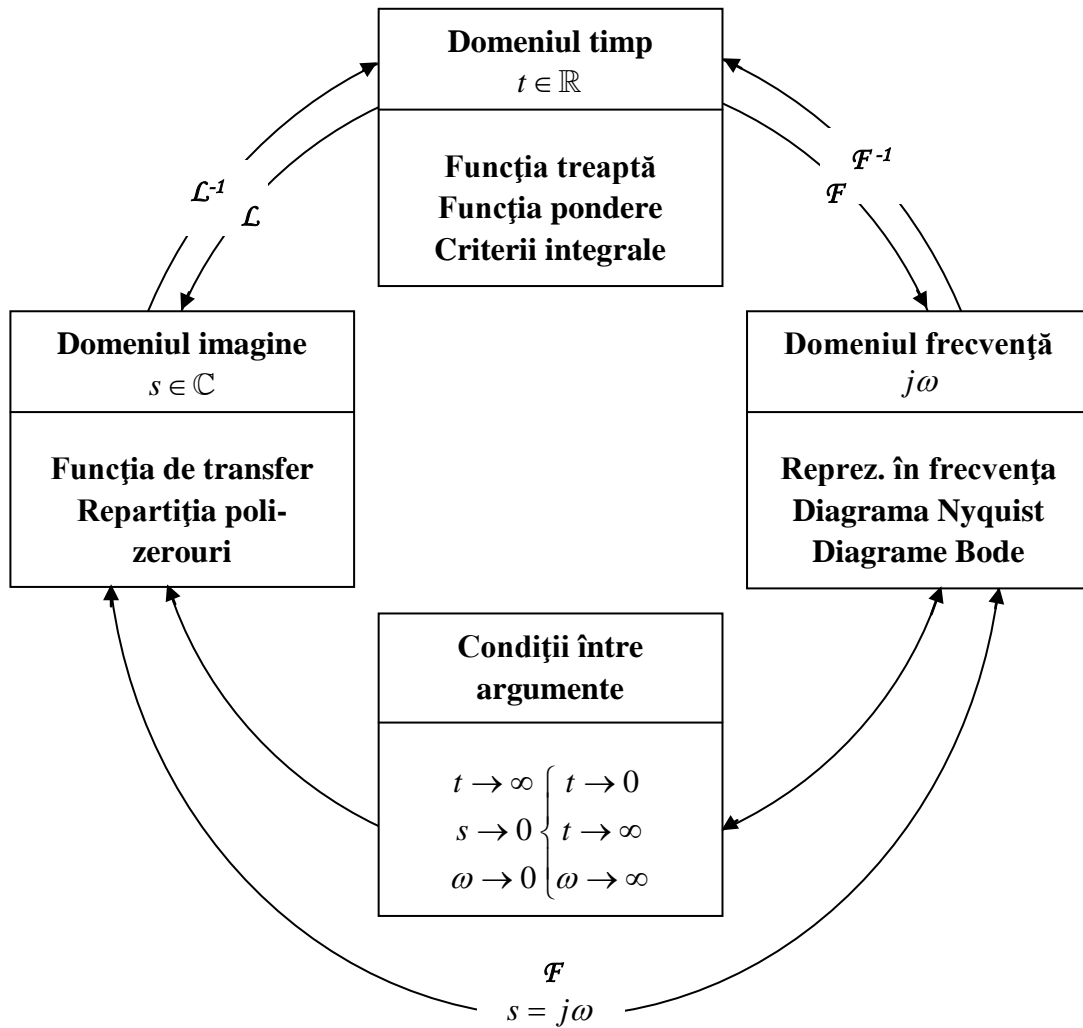 Domeniul timp
t ∈ ℝ
Funcţia treaptă
Funcţia pondere
Criterii integrale
ℒ⁻¹
ℒ
ℱ⁻¹
ℱ
Domeniul imagine
s ∈ ℂ
Funcţia de transfer
Repartiţia poli-
zerouri
Domeniul frecvenţă
jω
Reprez. în frecvenţa
Diagrama Nyquist
Diagrame Bode
Condiţii între
argumente
t → ∞ { t → 0
s → 0 { t → ∞
ω → 0 { ω → ∞
ℱ
s = jω